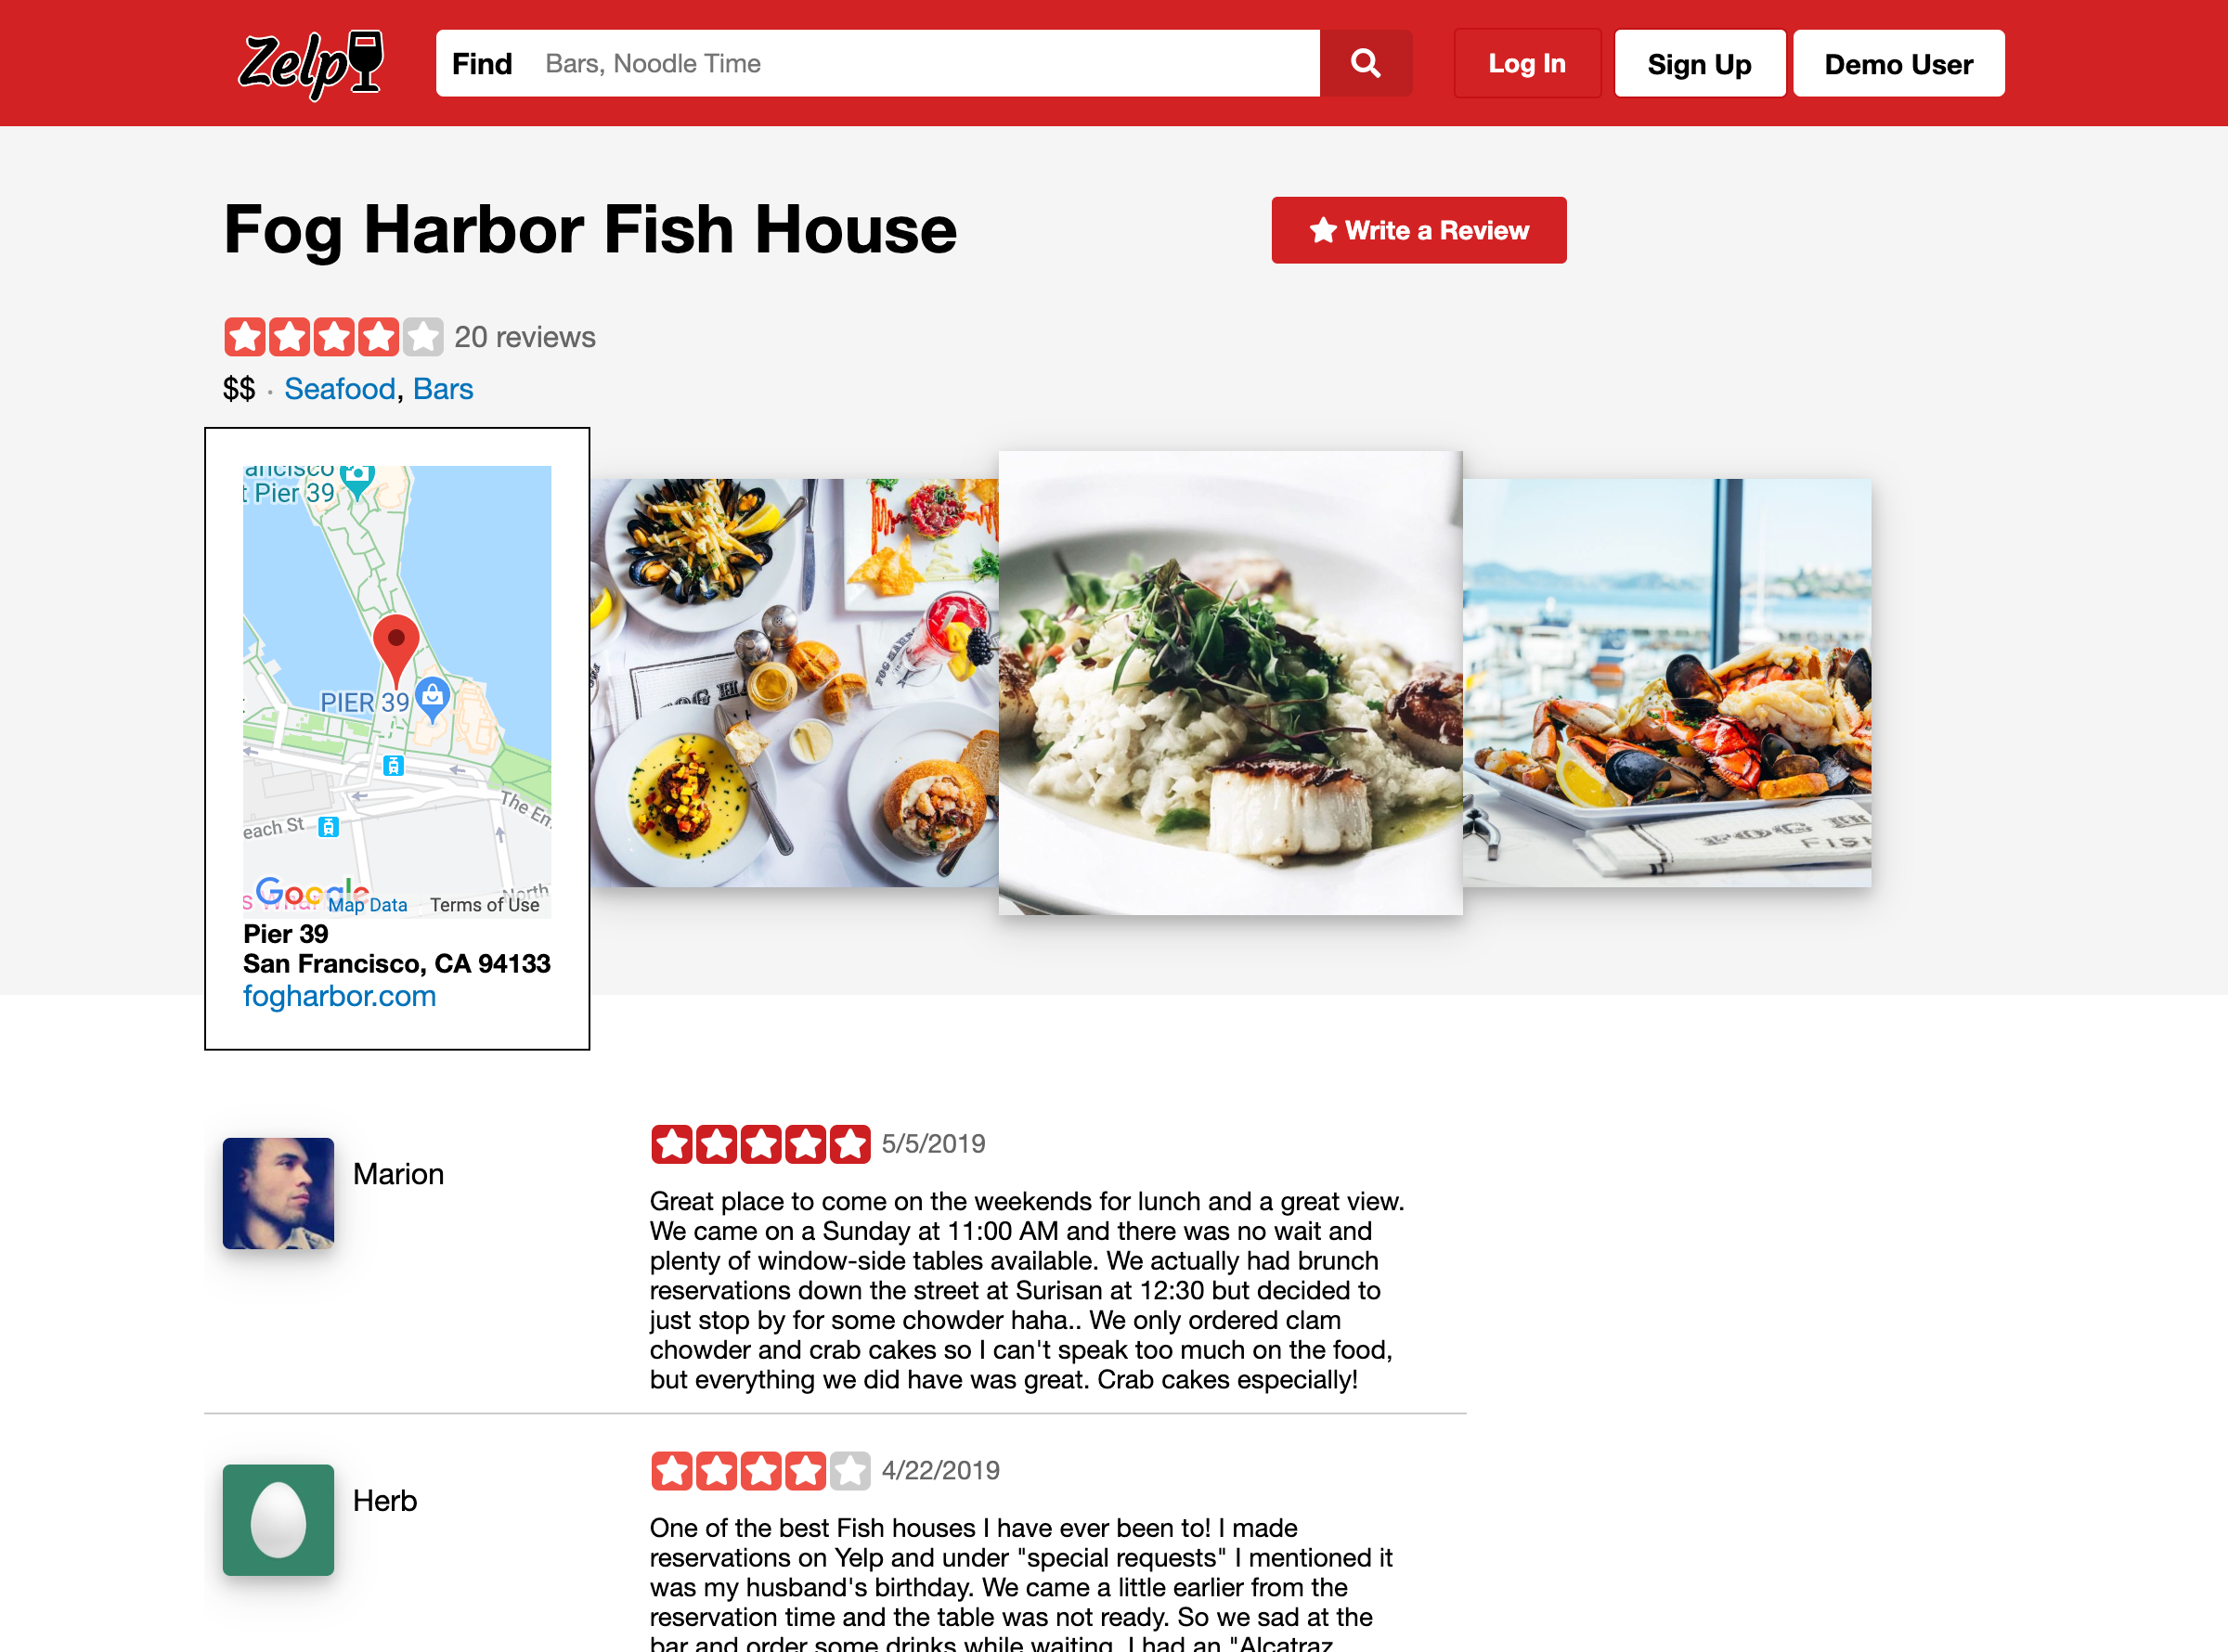 Zelp
Find Bars, Noodle Time
Log In
Sign Up
Demo User
Fog Harbor Fish House
Write a Review
20 reviews
$$ · Seafood, Bars
ancisco
t Pier 39
PIER 39
each St
The Em
North
Google
Map Data Terms of Use
Pier 39
San Francisco, CA 94133
fogharbor.com
FOG HA
FOG HARB
FOG H
FISH
Marion
5/5/2019
Great place to come on the weekends for lunch and a great view.
We came on a Sunday at 11:00 AM and there was no wait and
plenty of window-side tables available. We actually had brunch
reservations down the street at Surisan at 12:30 but decided to
just stop by for some chowder haha.. We only ordered clam
chowder and crab cakes so I can't speak too much on the food,
but everything we did have was great. Crab cakes especially!
Herb
4/22/2019
One of the best Fish houses I have ever been to! I made
reservations on Yelp and under "special requests" I mentioned it
was my husband's birthday. We came a little earlier from the
reservation time and the table was not ready. So we sad at the
bar and order some drinks while waiting. I had an "Alcatraz